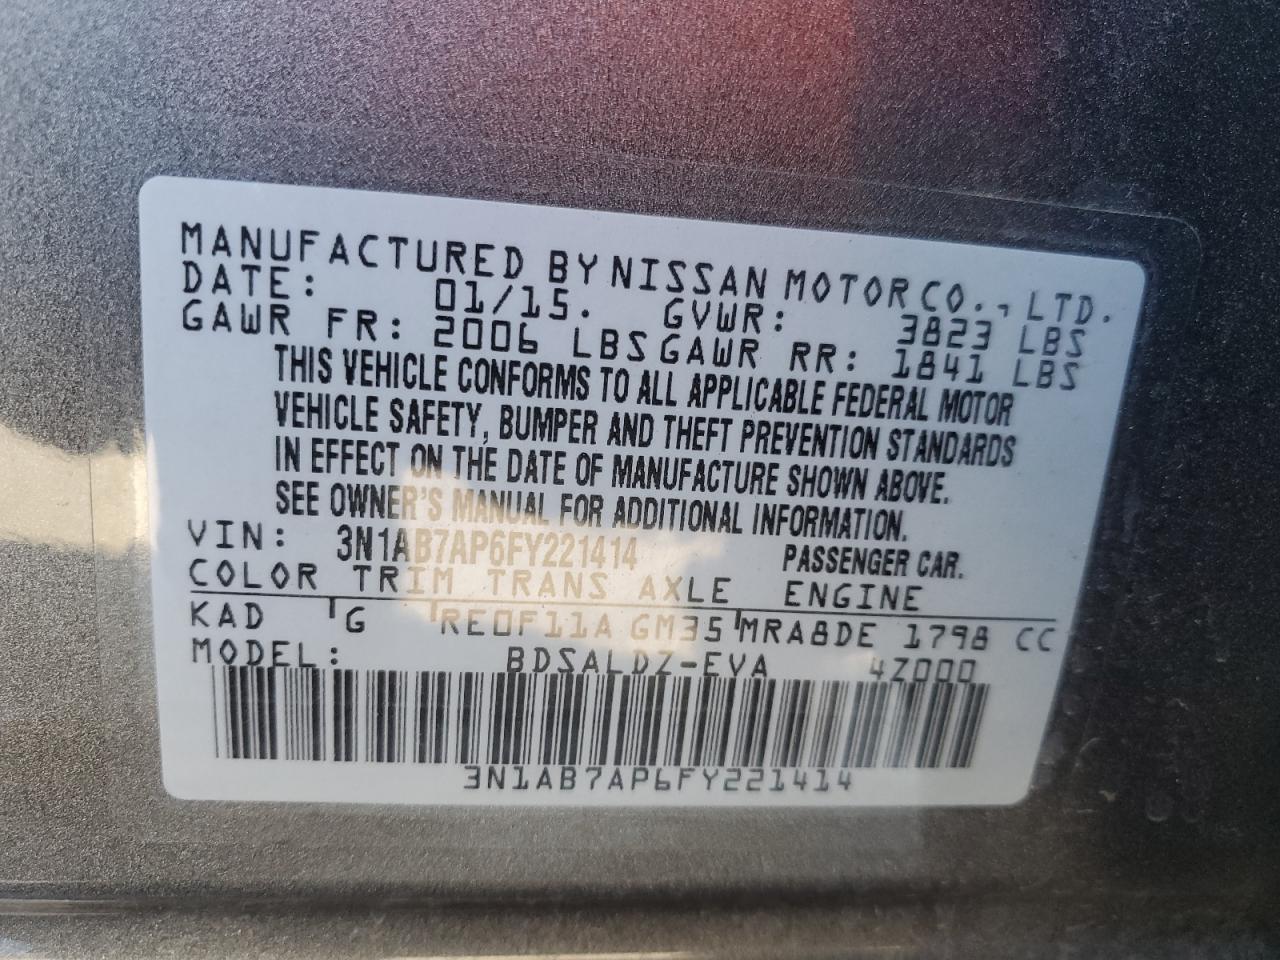 MANUFACTURED BY NISSAN MOTOR CO., LTD.
DATE: 01/15. GVWR: 3823 LBS
GAWR FR: 2006 LBS GAWR RR: 1841 LBS
THIS VEHICLE CONFORMS TO ALL APPLICABLE FEDERAL MOTOR
VEHICLE SAFETY, BUMPER AND THEFT PREVENTION STANDARDS
IN EFFECT ON THE DATE OF MANUFACTURE SHOWN ABOVE.
SEE OWNER'S MANUAL FOR ADDITIONAL INFORMATION.
VIN: 3N1AB7AP6FY221414 PASSENGER CAR.
COLOR TRIM TRANS AXLE ENGINE
KAD G RE0F11A GM35 MRA8DE 1798 CC
MODEL: BDSALDZ-EVA 4Z000
3N1AB7AP6FY221414